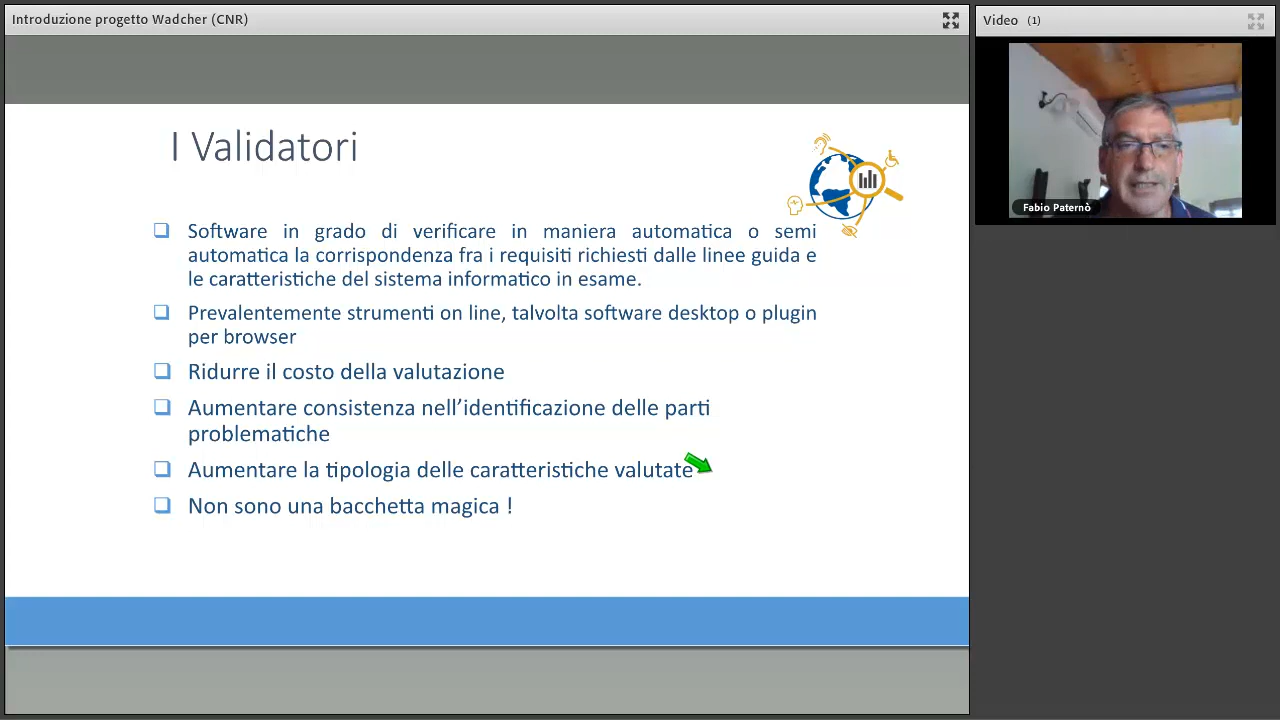 Introduzione progetto Wadcher (CNR)
Video (1)
Fabio Paternò
I Validatori
Software in grado di verificare in maniera automatica o semi
automatica la corrispondenza fra i requisiti richiesti dalle linee guida e
le caratteristiche del sistema informatico in esame.
Prevalentemente strumenti on line, talvolta software desktop o plugin
per browser
Ridurre il costo della valutazione
Aumentare consistenza nell’identificazione delle parti
problematiche
Aumentare la tipologia delle caratteristiche valutate
Non sono una bacchetta magica !